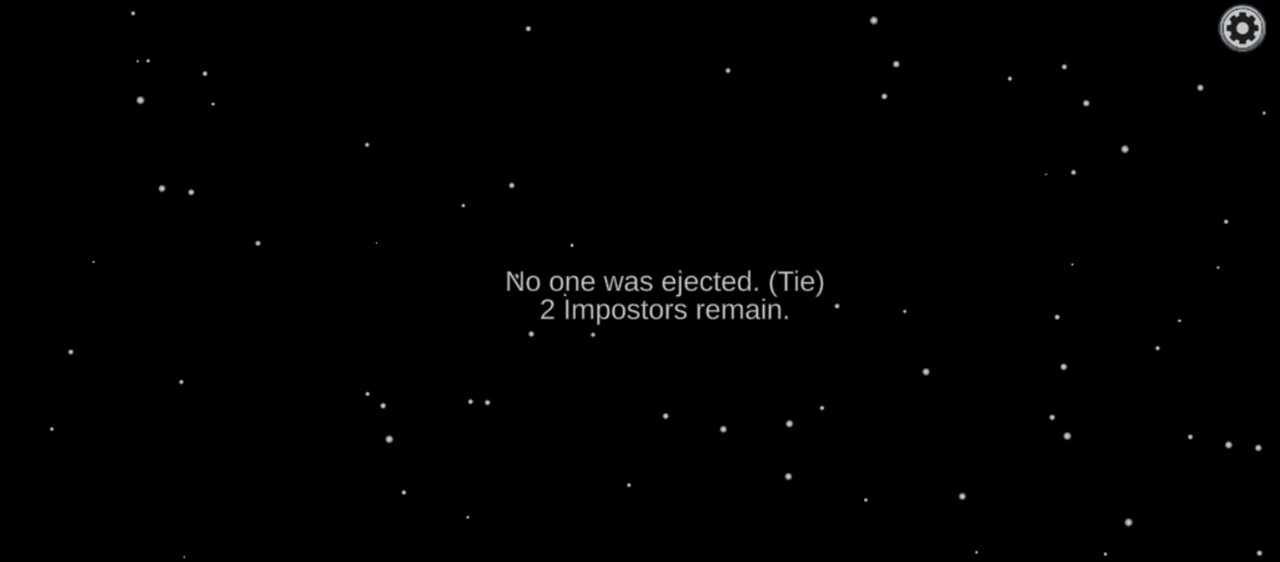 No one was ejected. (Tie)
2 Impostors remain.